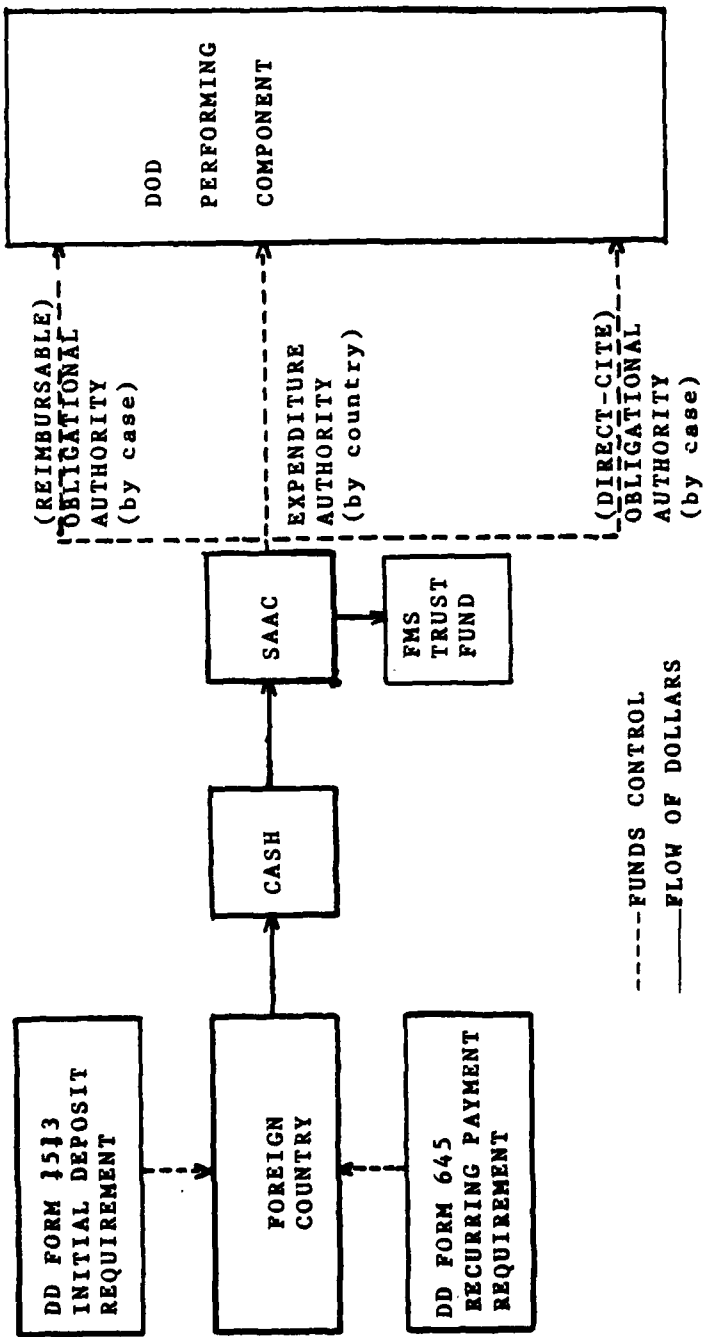 DD FORM 1513
INITIAL DEPOSIT
REQUIREMENT
FOREIGN
COUNTRY
DD FORM 645
RECURRING PAYMENT
REQUIREMENT
CASH
SAAC
FMS
TRUST
FUND
(REIMBURSABLE)
OBLIGATIONAL
AUTHORITY
(by case)
EXPENDITURE
AUTHORITY
(by country)
(DIRECT-CITE)
OBLIGATIONAL
AUTHORITY
(by case)
DOD
PERFORMING
COMPONENT
-----FUNDS CONTROL
_____FLOW OF DOLLARS